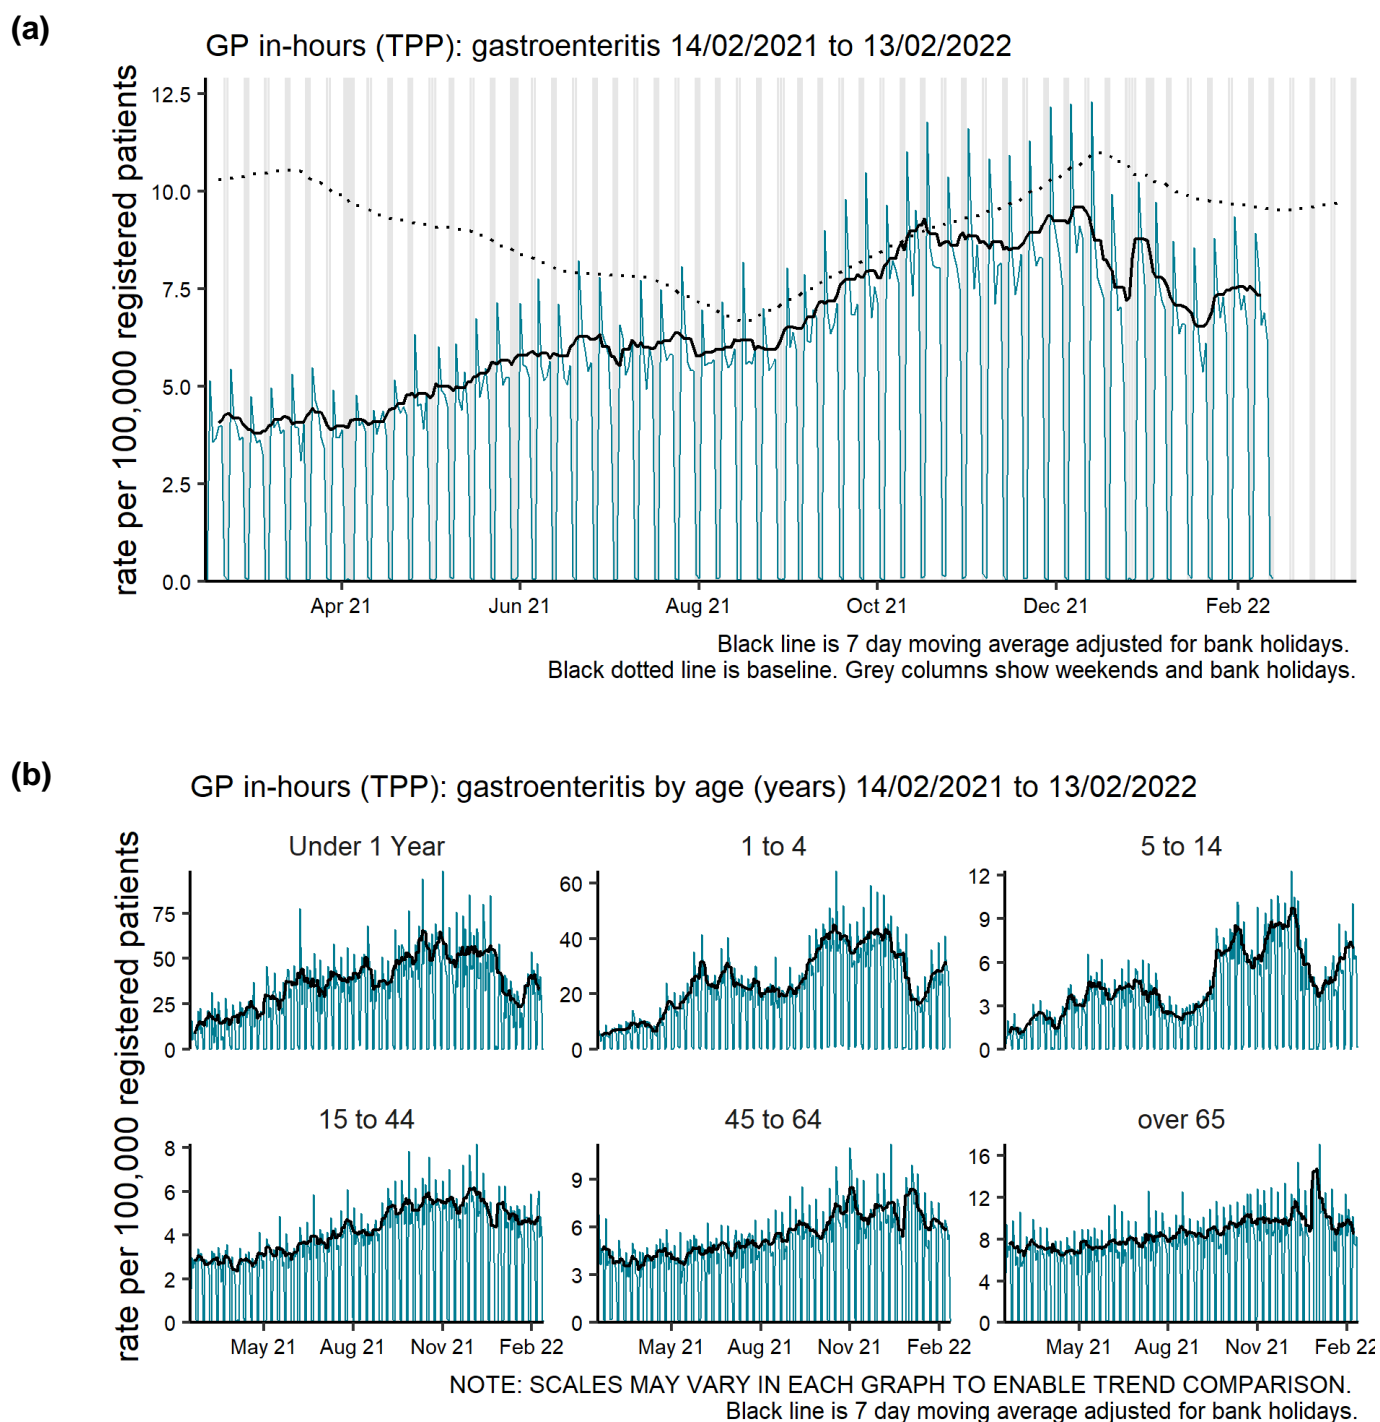 (a)
GP in-hours (TPP): gastroenteritis 14/02/2021 to 13/02/2022
rate per 100,000 registered patients
12.5
10.0
7.5
5.0
2.5
0.0
Apr 21 Jun 21 Aug 21 Oct 21 Dec 21 Feb 22
Black line is 7 day moving average adjusted for bank holidays.
Black dotted line is baseline. Grey columns show weekends and bank holidays.
(b)
GP in-hours (TPP): gastroenteritis by age (years) 14/02/2021 to 13/02/2022
rate per 100,000 registered patients
Under 1 Year
75
50
25
0
1 to 4
60
40
20
0
5 to 14
12
9
6
3
0
15 to 44
8
6
4
2
0
May 21 Aug 21 Nov 21 Feb 22
45 to 64
9
6
3
0
May 21 Aug 21 Nov 21 Feb 22
over 65
16
12
8
4
0
May 21 Aug 21 Nov 21 Feb 22
NOTE: SCALES MAY VARY IN EACH GRAPH TO ENABLE TREND COMPARISON.
Black line is 7 day moving average adjusted for bank holidays.